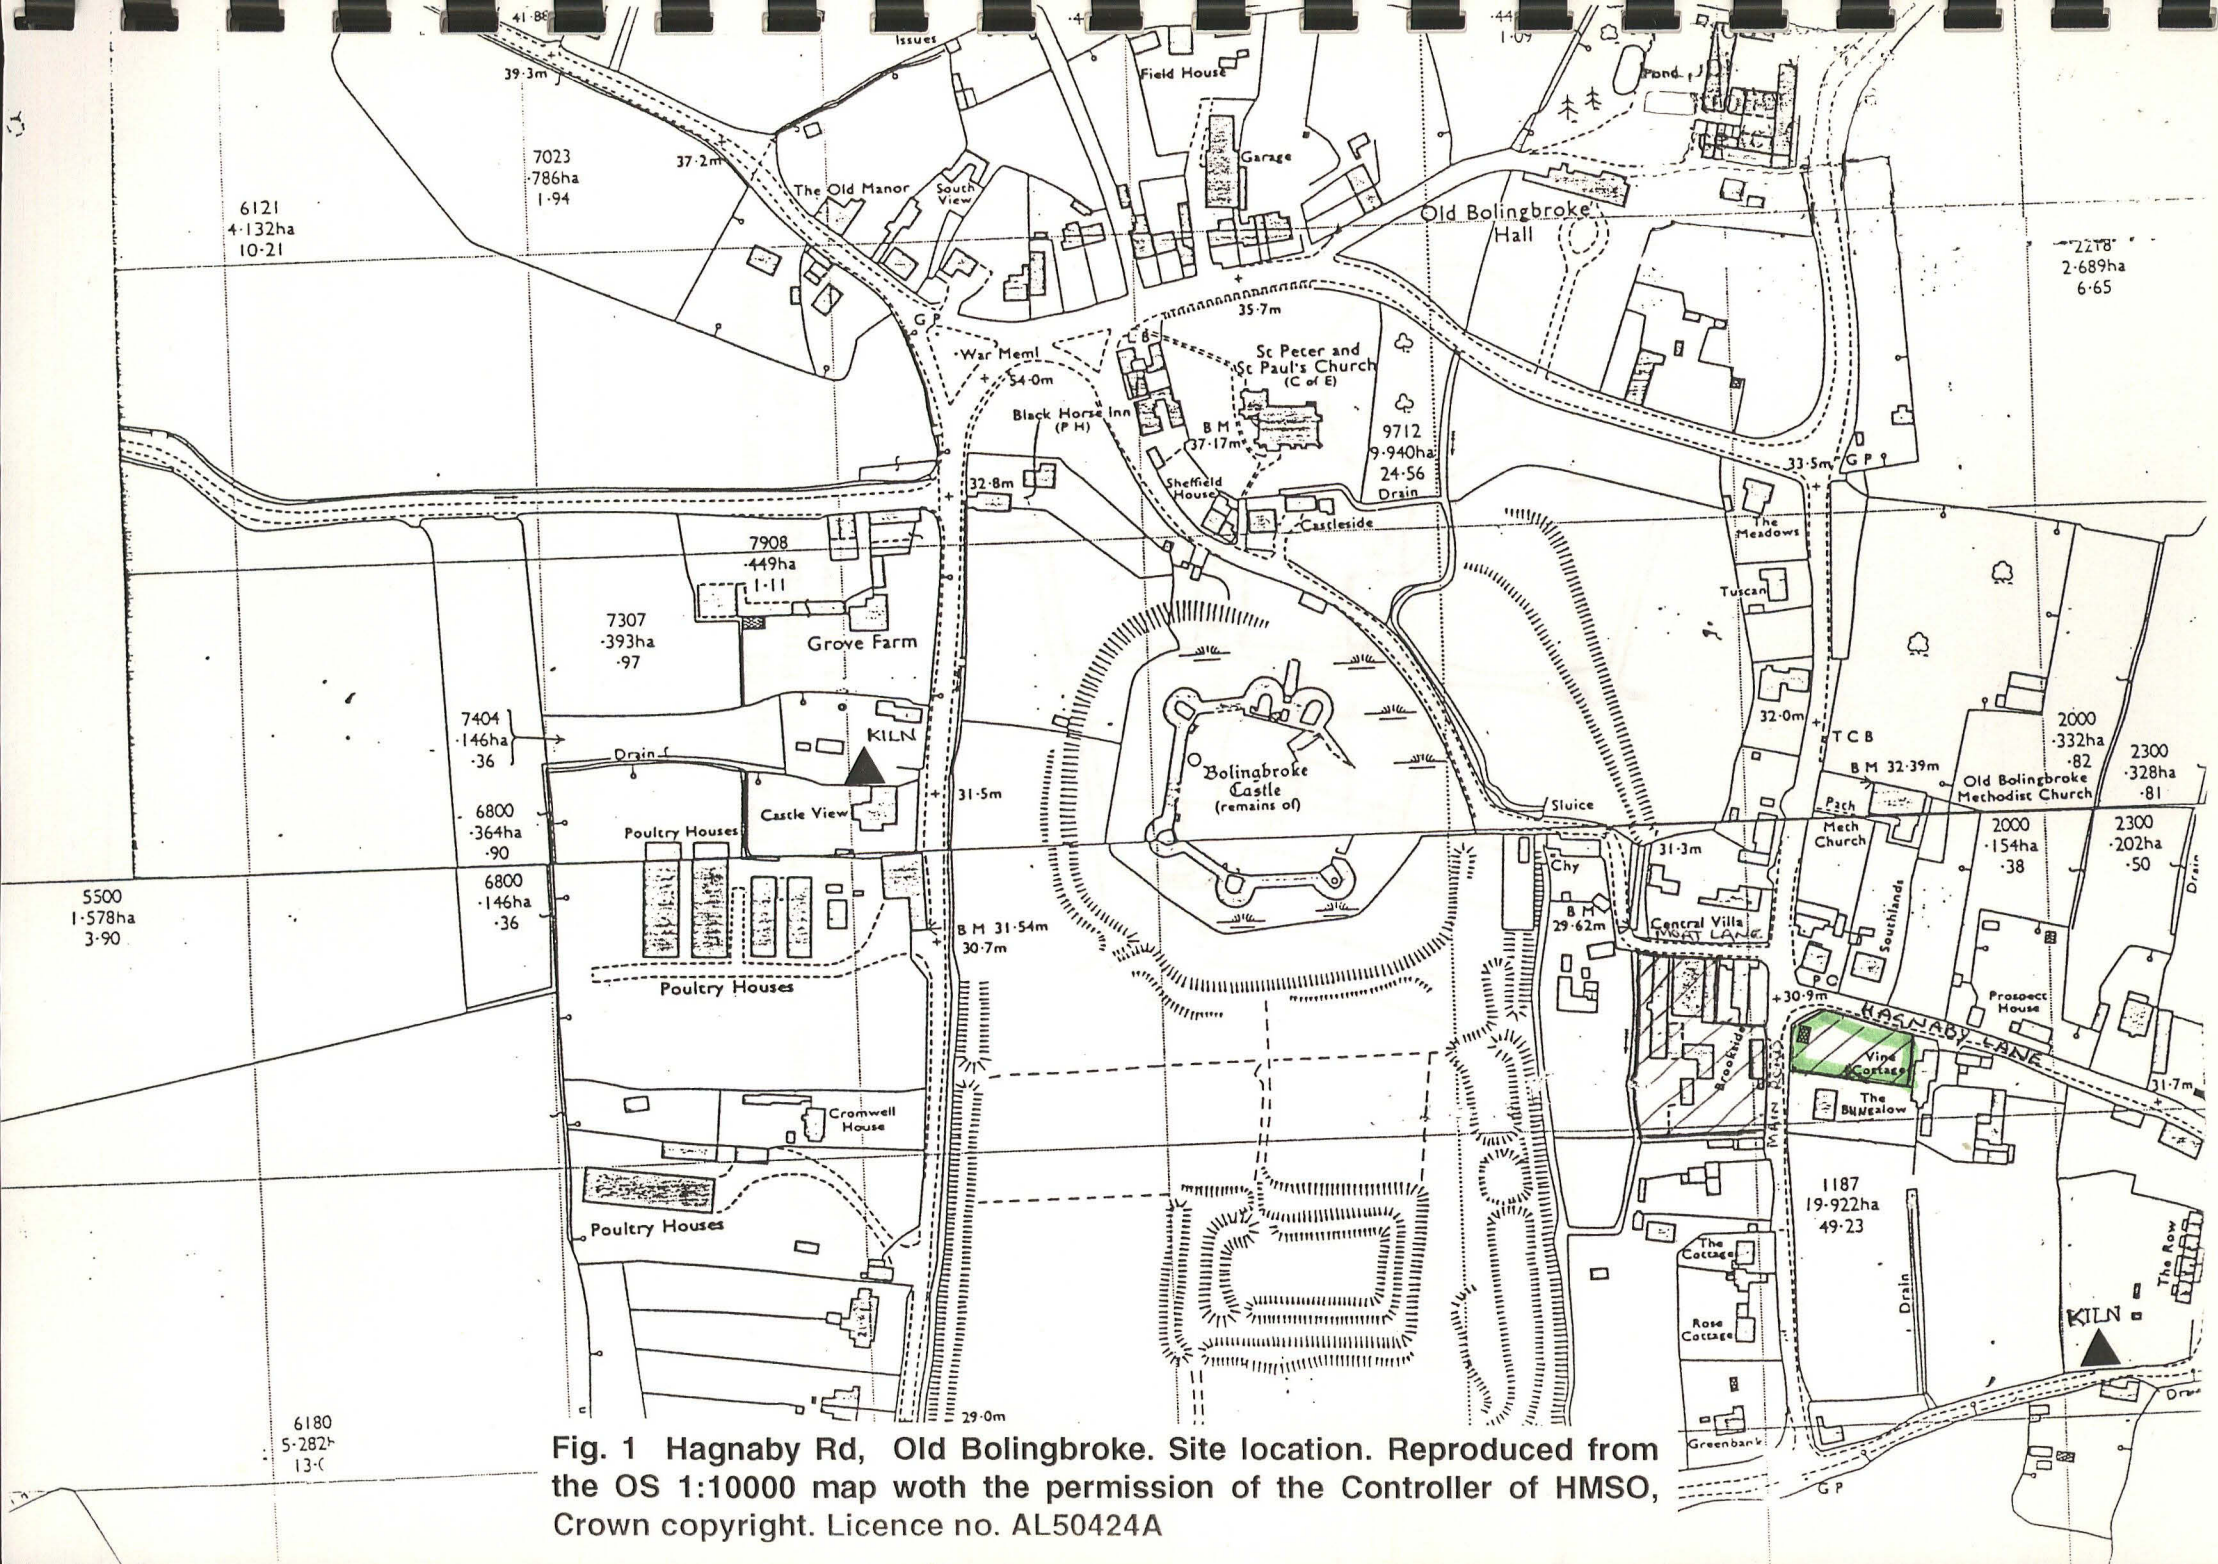 41·88
39·3m
37·2m
Issues
Field House
Pond
·44
1·09
7023
·786ha
1·94
6121
4·132ha
10·21
The Old Manor
South
View
Garage
Old Bolingbroke
Hall
2218
2·689ha
6·65
G P
35·7m
·War Meml
54·0m
B
St Peter and
St Paul's Church
(C of E)
Black Horse Inn
(P H)
B M
37·17m
9712
9·940ha
24·56
Drain
33·5m
G P
32·8m
Sheffield
House
Castleside
The
Meadows
7908
·449ha
1·11
7307
·393ha
·97
Grove Farm
Tuscan
7404
·146ha
·36
KILN
Drain
32·0m
T C B
B M 32·39m
2000
·332ha
·82
2300
·328ha
·81
Old Bolingbroke
Methodist Church
Bolingbroke
Castle
(remains of)
31·5m
Castle View
Sluice
Path
Meth
Church
6800
·364ha
·90
Poultry Houses
31·3m
2000
·154ha
·38
2300
·202ha
·50
Drain
Chy
5500
1·578ha
3·90
6800
·146ha
·36
B M 31·54m
30·7m
B M
29·62m
Central Villa
MOAT LANE
Southlands
Poultry Houses
P O
+30·9m
Prospect
House
HAGNABY LANE
Brookside
MAIN ROAD
Vine
Cottage
The
Bungalow
31·7m
Cromwell
House
1187
19·922ha
49·23
Poultry Houses
The
Cottage
The Row
Drain
Rose
Cottage
KILN
Greenbank
G P
29·0m
6180
5·282h
13·
Fig. 1 Hagnaby Rd, Old Bolingbroke. Site location. Reproduced from
the OS 1:10000 map woth the permission of the Controller of HMSO,
Crown copyright. Licence no. AL50424A